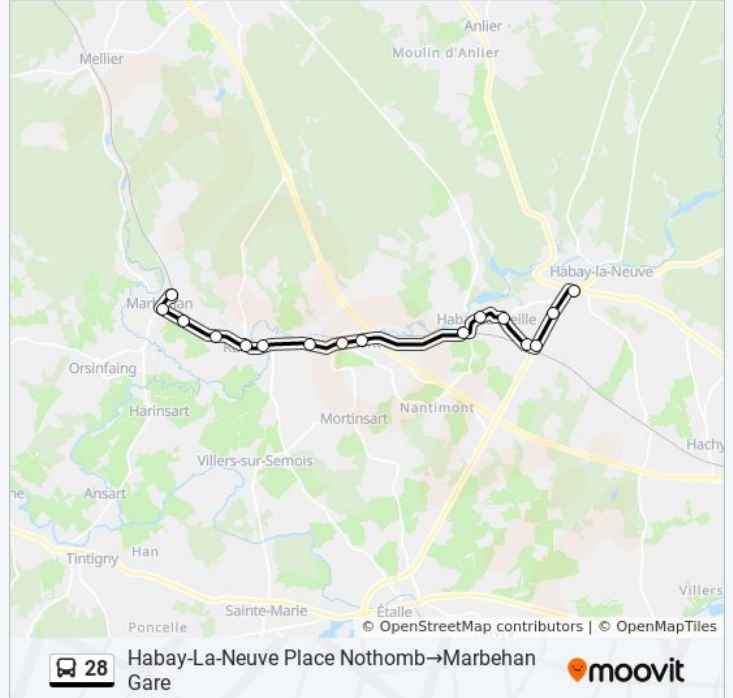 Anlier
Moulin d'Anlier
Mellier
Habay-la-Neuve
Orsinfaing
Harinsart
Mortinsart
Nantimont
Hachy
Villers-sur-Semois
Ansart
Han
Tintigny
Villers
Sainte-Marie
Étalle
Poncelle
© OpenStreetMap contributors | © OpenMapTiles
28
Habay-La-Neuve Place Nothomb→Marbehan
Gare
moovit